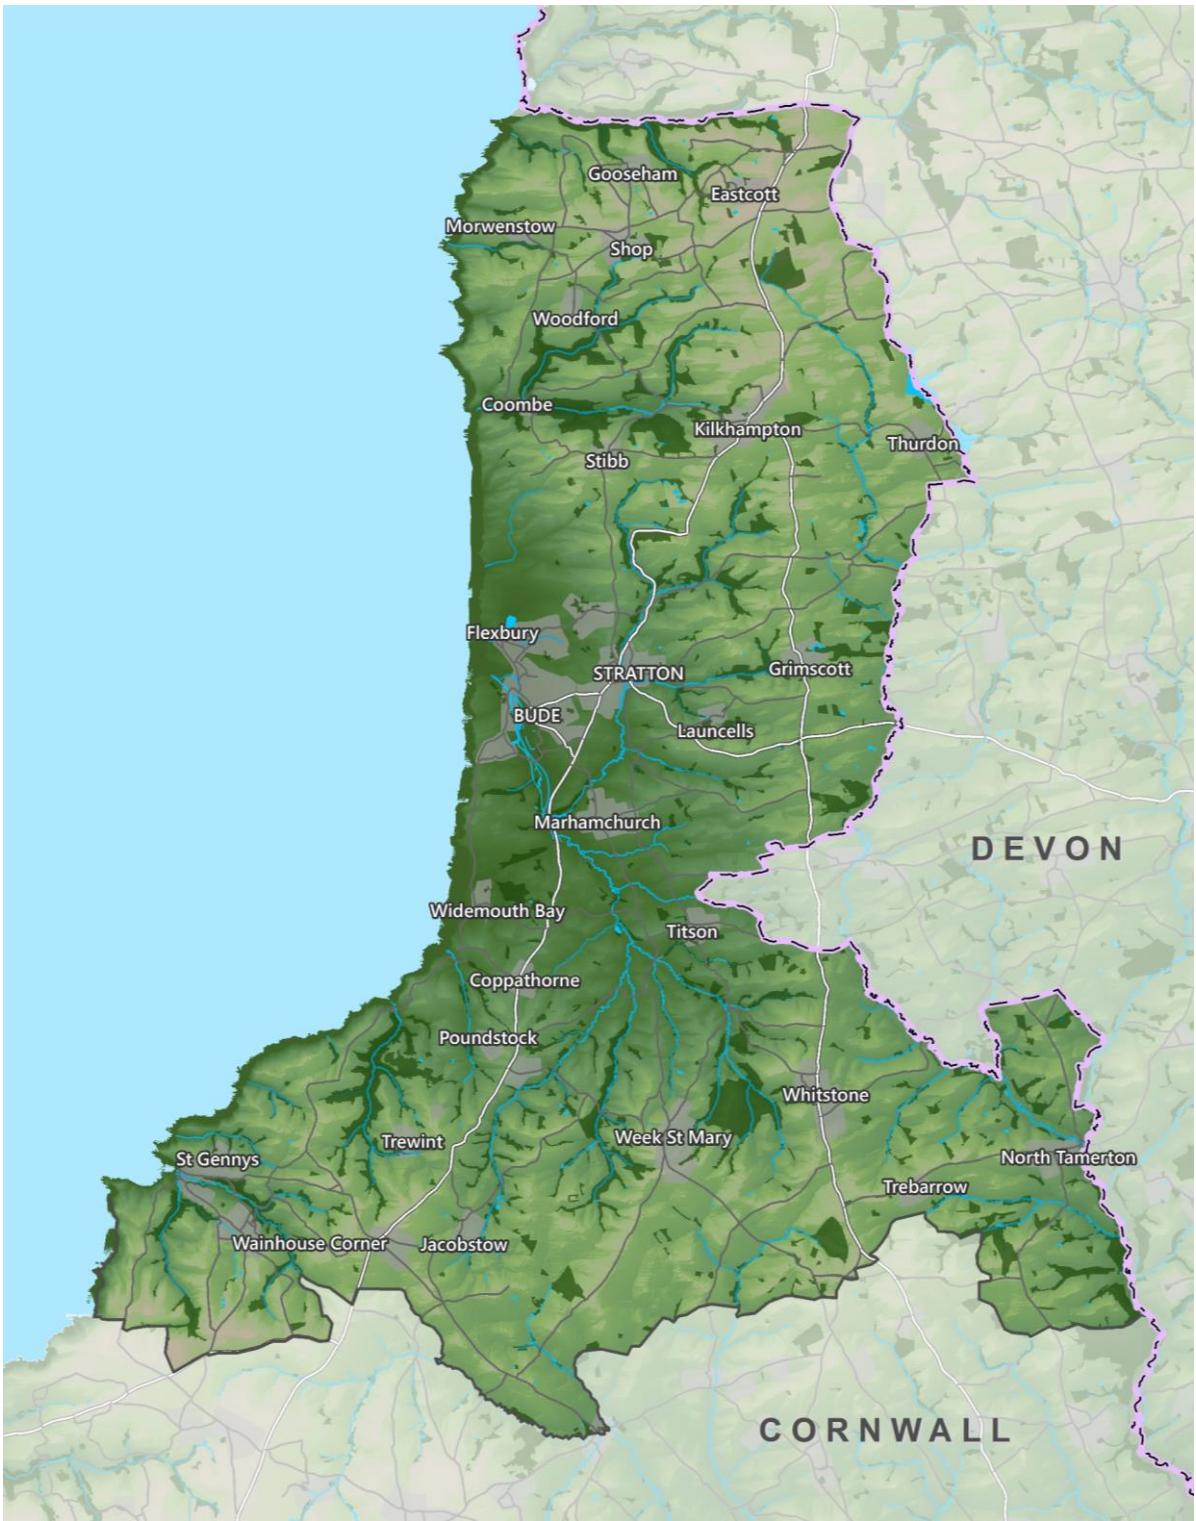 Gooseham
Eastcott
Morwenstow
Shop
Woodford
Coombe
Kilkhampton
Thurdon
Stibb
Flexbury
STRATTON
Grimscott
BUDE
Launcells
Marhamchurch
DEVON
Widemouth Bay
Titson
Coppathorne
Poundstock
Whitstone
Week St Mary
Trewint
St Gennys
North Tamerton
Trebarrow
Wainhouse Corner
Jacobstow
CORNWALL